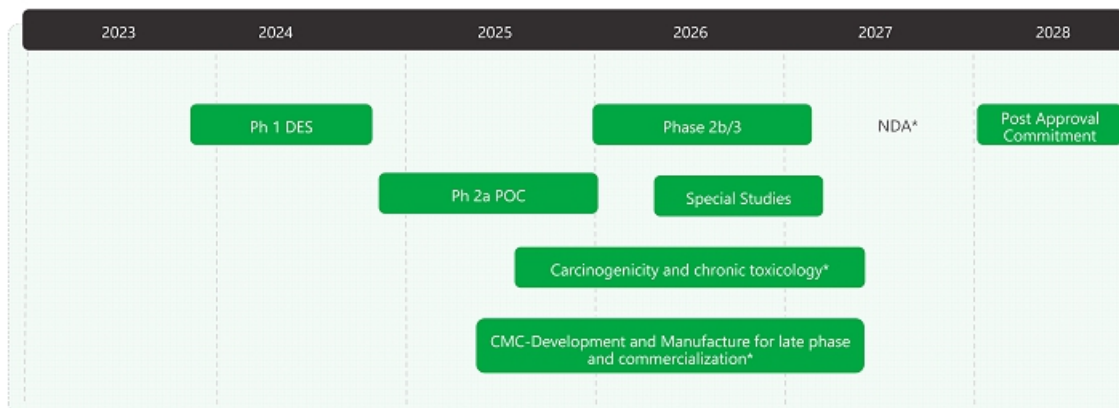 2023 2024 2025 2026 2027 2028
Ph 1 DES Phase 2b/3 NDA* Post Approval
Commitment
Ph 2a POC Special Studies
Carcinogenicity and chronic toxicology*
CMC-Development and Manufacture for late phase
and commercialization*